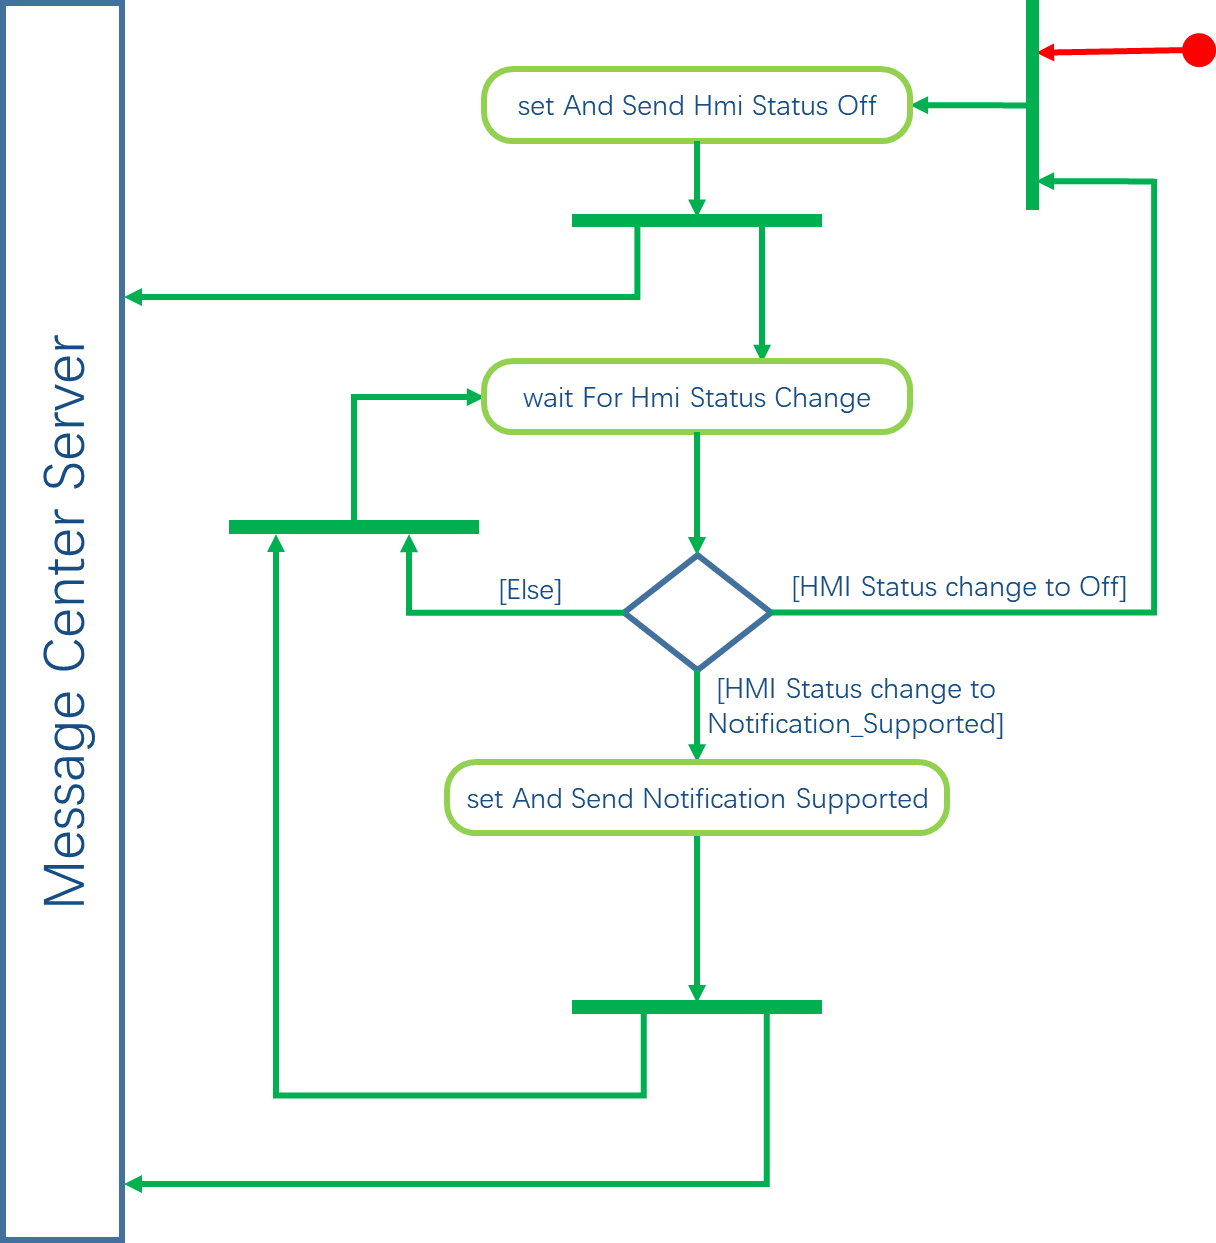 set And Send Hmi Status Off
Message Center Server
wait For Hmi Status Change
[Else]
[HMI Status change to Off]
[HMI Status change to
Notification_Supported]
set And Send Notification Supported